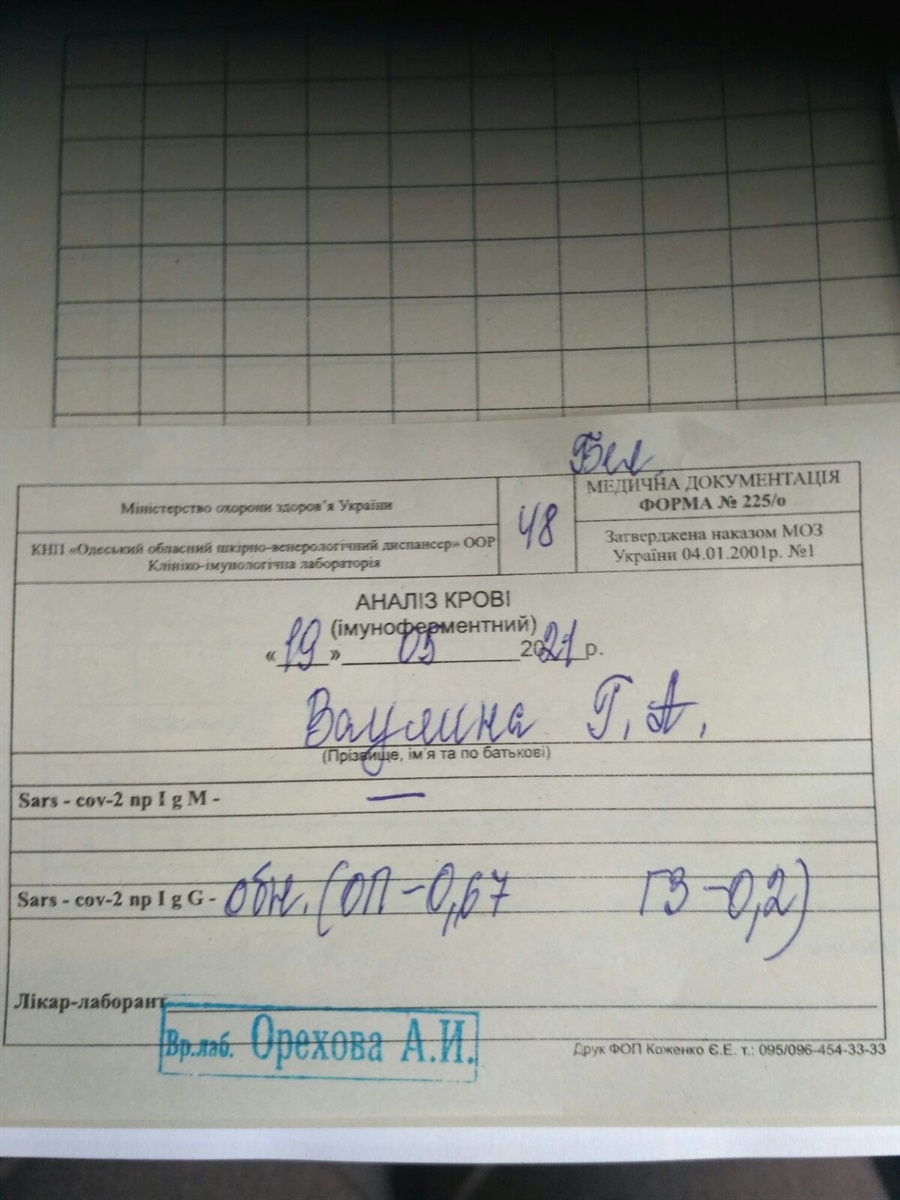 Бел
Міністерство охорони здоров'я України
КНП «Одеський обласний шкірно-венерологічний диспансер» ООР
Клініко-імунологічна лабораторія
48
МЕДИЧНА ДОКУМЕНТАЦІЯ
ФОРМА № 225/о
Затверджена наказом МОЗ
України 04.01.2001р. №1
АНАЛІЗ КРОВІ
(імуноферментний)
«19» 05 2021 р.
Ваулина Г. А.
(Прізвище, ім'я та по батькові)
Sars - cov-2 пр I g M - —
Sars - cov-2 пр I g G - обн. (ОП-0,67 ГЗ-0,2)
Лікар-лаборант
Вр.лаб. Орехова А.И.
Друк ФОП Коженко Є.Е. т.: 095/096-454-33-33